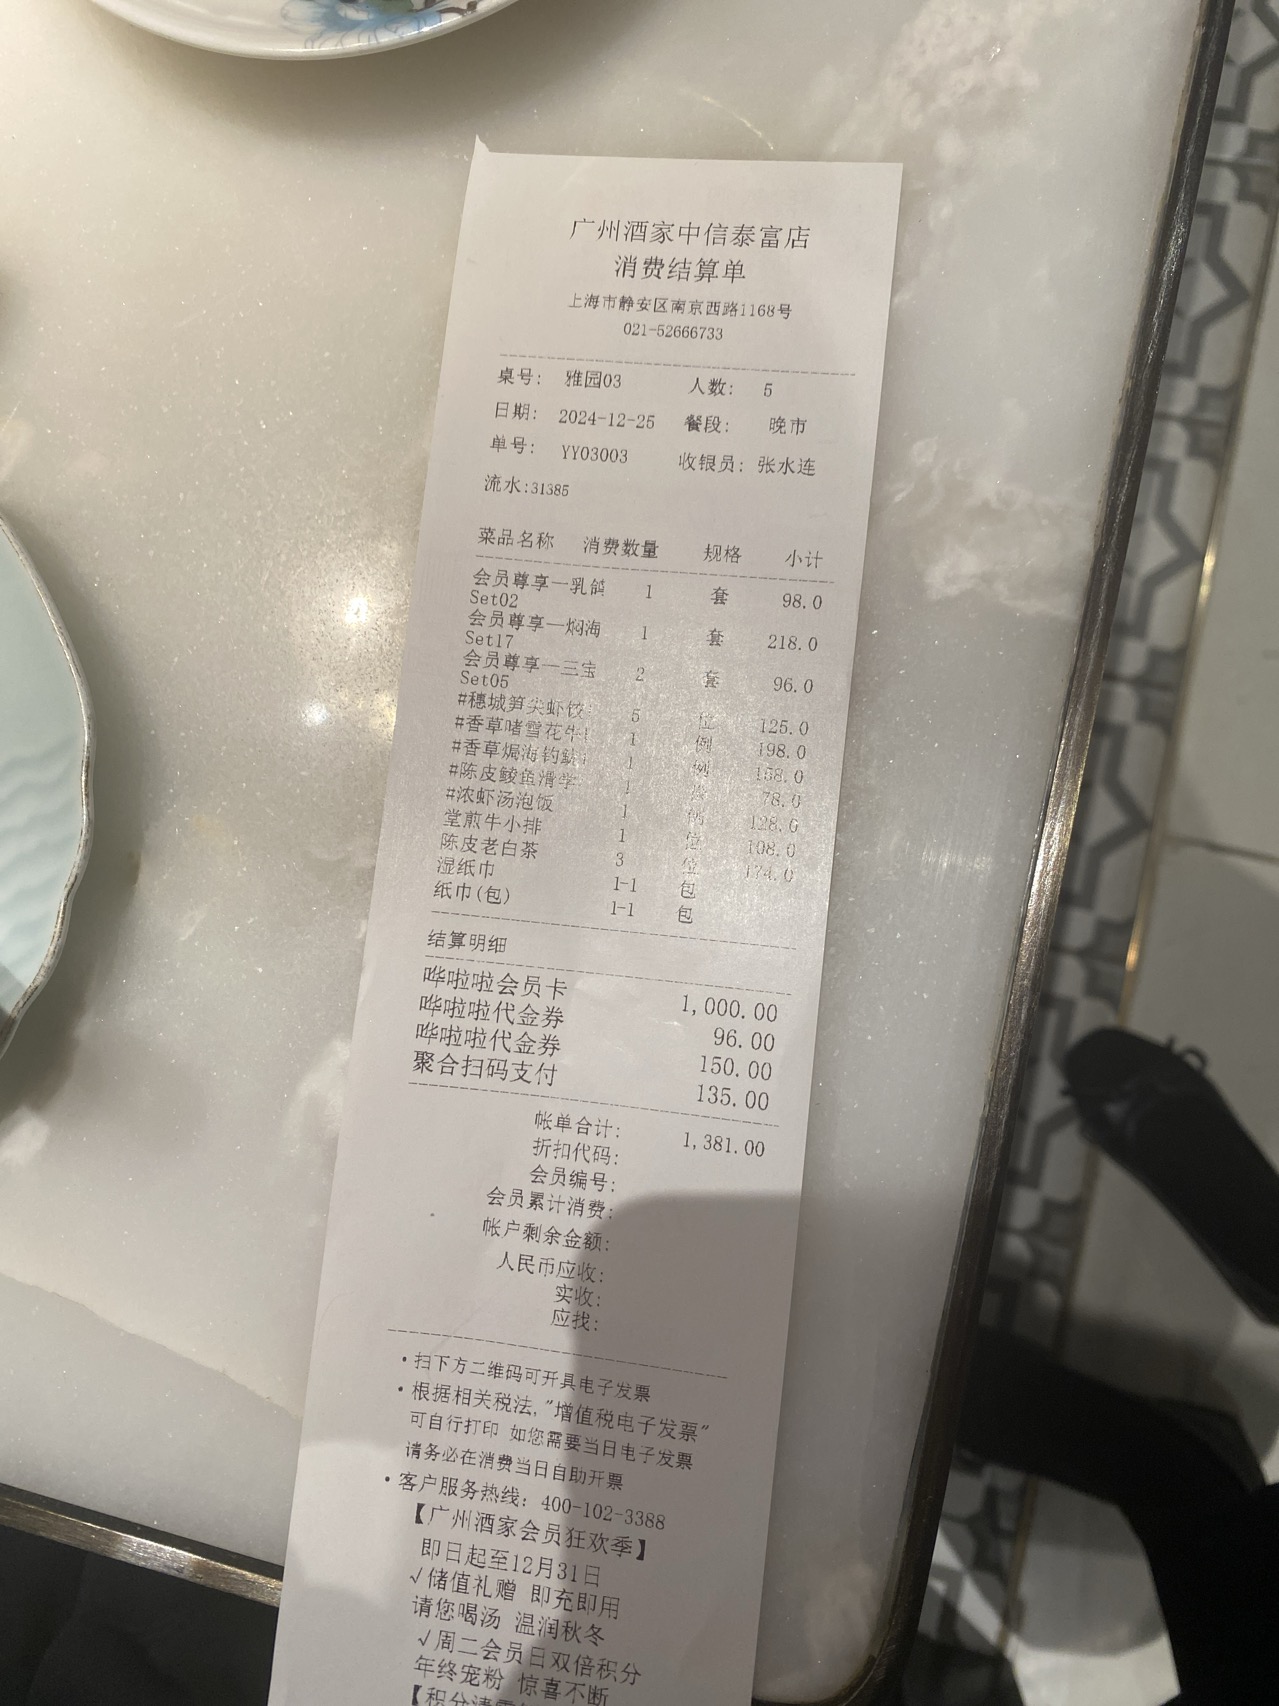 广州酒家中信泰富店
消费结算单
上海市静安区南京西路1168号
021-52666733
桌号: 雅园03 人数: 5
日期: 2024-12-25 餐段: 晚市
单号: YY03003 收银员: 张水连
流水:31385
菜品名称 消费数量 规格 小计
会员尊享一乳鸽 1 套 98.0
Set02
会员尊享一焖海 1 套 218.0
Set17
会员尊享一三宝 2 套 96.0
Set05
#穗城笋尖虾饺 5 位 125.0
#香草啫雪花牛 1 例 198.0
#香草焗海钓 1 例 158.0
#陈皮鲮鱼滑 1 78.0
#浓虾汤泡饭 1 128.0
堂煎牛小排 1 位 108.0
陈皮老白茶 3 位 174.0
湿纸巾 1-1 包
纸巾(包) 1-1 包
结算明细
哗啦啦会员卡 1,000.00
哗啦啦代金券 96.00
哗啦啦代金券 150.00
聚合扫码支付 135.00
帐单合计: 1,381.00
折扣代码:
会员编号:
会员累计消费:
帐户剩余金额:
人民币应收:
实收:
应找:
·扫下方二维码可开具电子发票
·根据相关税法,"增值税电子发票"
可自行打印 如您需要当日电子发票
请务必在消费当日自助开票
·客户服务热线: 400-102-3388
【广州酒家会员狂欢季】
即日起至12月31日
√储值礼赠 即充即用
请您喝汤 温润秋冬
√周二会员日双倍积分
年终宠粉 惊喜不断
【积分清